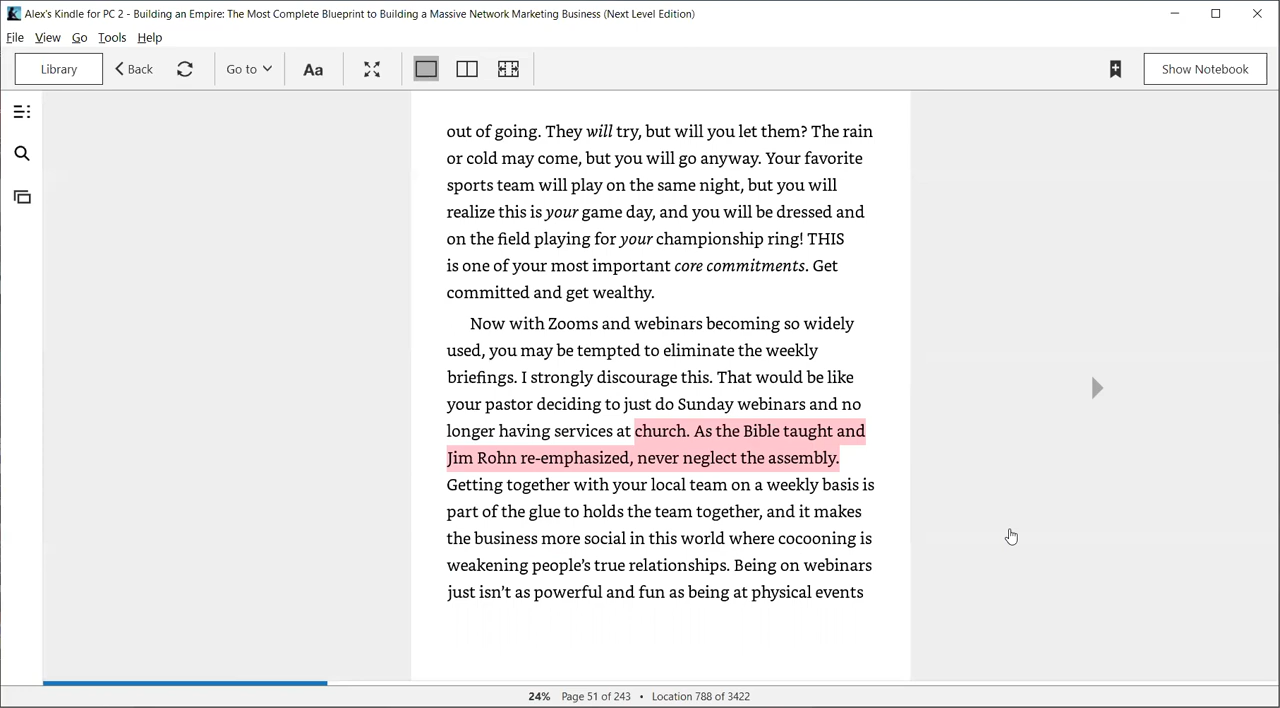 Alex's Kindle for PC 2 - Building an Empire: The Most Complete Blueprint to Building a Massive Network Marketing Business (Next Level Edition)
File View Go Tools Help
Library Back Go to Aa Show Notebook
out of going. They will try, but will you let them? The rain
or cold may come, but you will go anyway. Your favorite
sports team will play on the same night, but you will
realize this is your game day, and you will be dressed and
on the field playing for your championship ring! THIS
is one of your most important core commitments. Get
committed and get wealthy.
Now with Zooms and webinars becoming so widely
used, you may be tempted to eliminate the weekly
briefings. I strongly discourage this. That would be like
your pastor deciding to just do Sunday webinars and no
longer having services at church. As the Bible taught and
Jim Rohn re-emphasized, never neglect the assembly.
Getting together with your local team on a weekly basis is
part of the glue to holds the team together, and it makes
the business more social in this world where cocooning is
weakening people's true relationships. Being on webinars
just isn't as powerful and fun as being at physical events
24% Page 51 of 243 • Location 788 of 3422